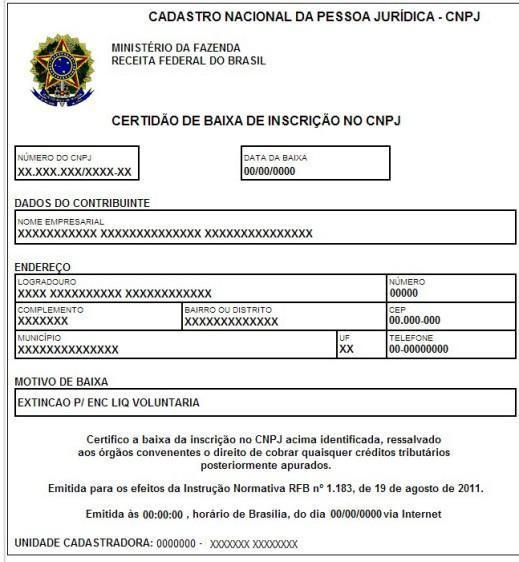 CADASTRO NACIONAL DA PESSOA JURÍDICA - CNPJ
MINISTÉRIO DA FAZENDA
RECEITA FEDERAL DO BRASIL
CERTIDÃO DE BAIXA DE INSCRIÇÃO NO CNPJ
NÚMERO DO CNPJ
XX.XXX.XXX/XXXX-XX
DATA DA BAIXA
00/00/0000
DADOS DO CONTRIBUINTE
NOME EMPRESARIAL
XXXXXXXXXXX XXXXXXXXXXXXXX XXXXXXXXXXXXXXX
ENDEREÇO
LOGRADOURO
XXXX XXXXXXXXXX XXXXXXXXXXXX
NÚMERO
00000
COMPLEMENTO
XXXXXXX
BAIRRO OU DISTRITO
XXXXXXXXXXXXX
CEP
00.000-000
MUNICÍPIO
XXXXXXXXXXXXXX
UF
XX
TELEFONE
00-00000000
MOTIVO DE BAIXA
EXTINCAO P/ ENC LIQ VOLUNTARIA
Certifico a baixa da inscrição no CNPJ acima identificada, ressalvado
aos órgãos convenentes o direito de cobrar quaisquer créditos tributários
posteriormente apurados.
Emitida para os efeitos da Instrução Normativa RFB nº 1.183, de 19 de agosto de 2011.
Emitida às 00:00:00 , horário de Brasília, do dia 00/00/0000 via Internet
UNIDADE CADASTRADORA: 0000000 - XXXXXXX XXXXXXXX